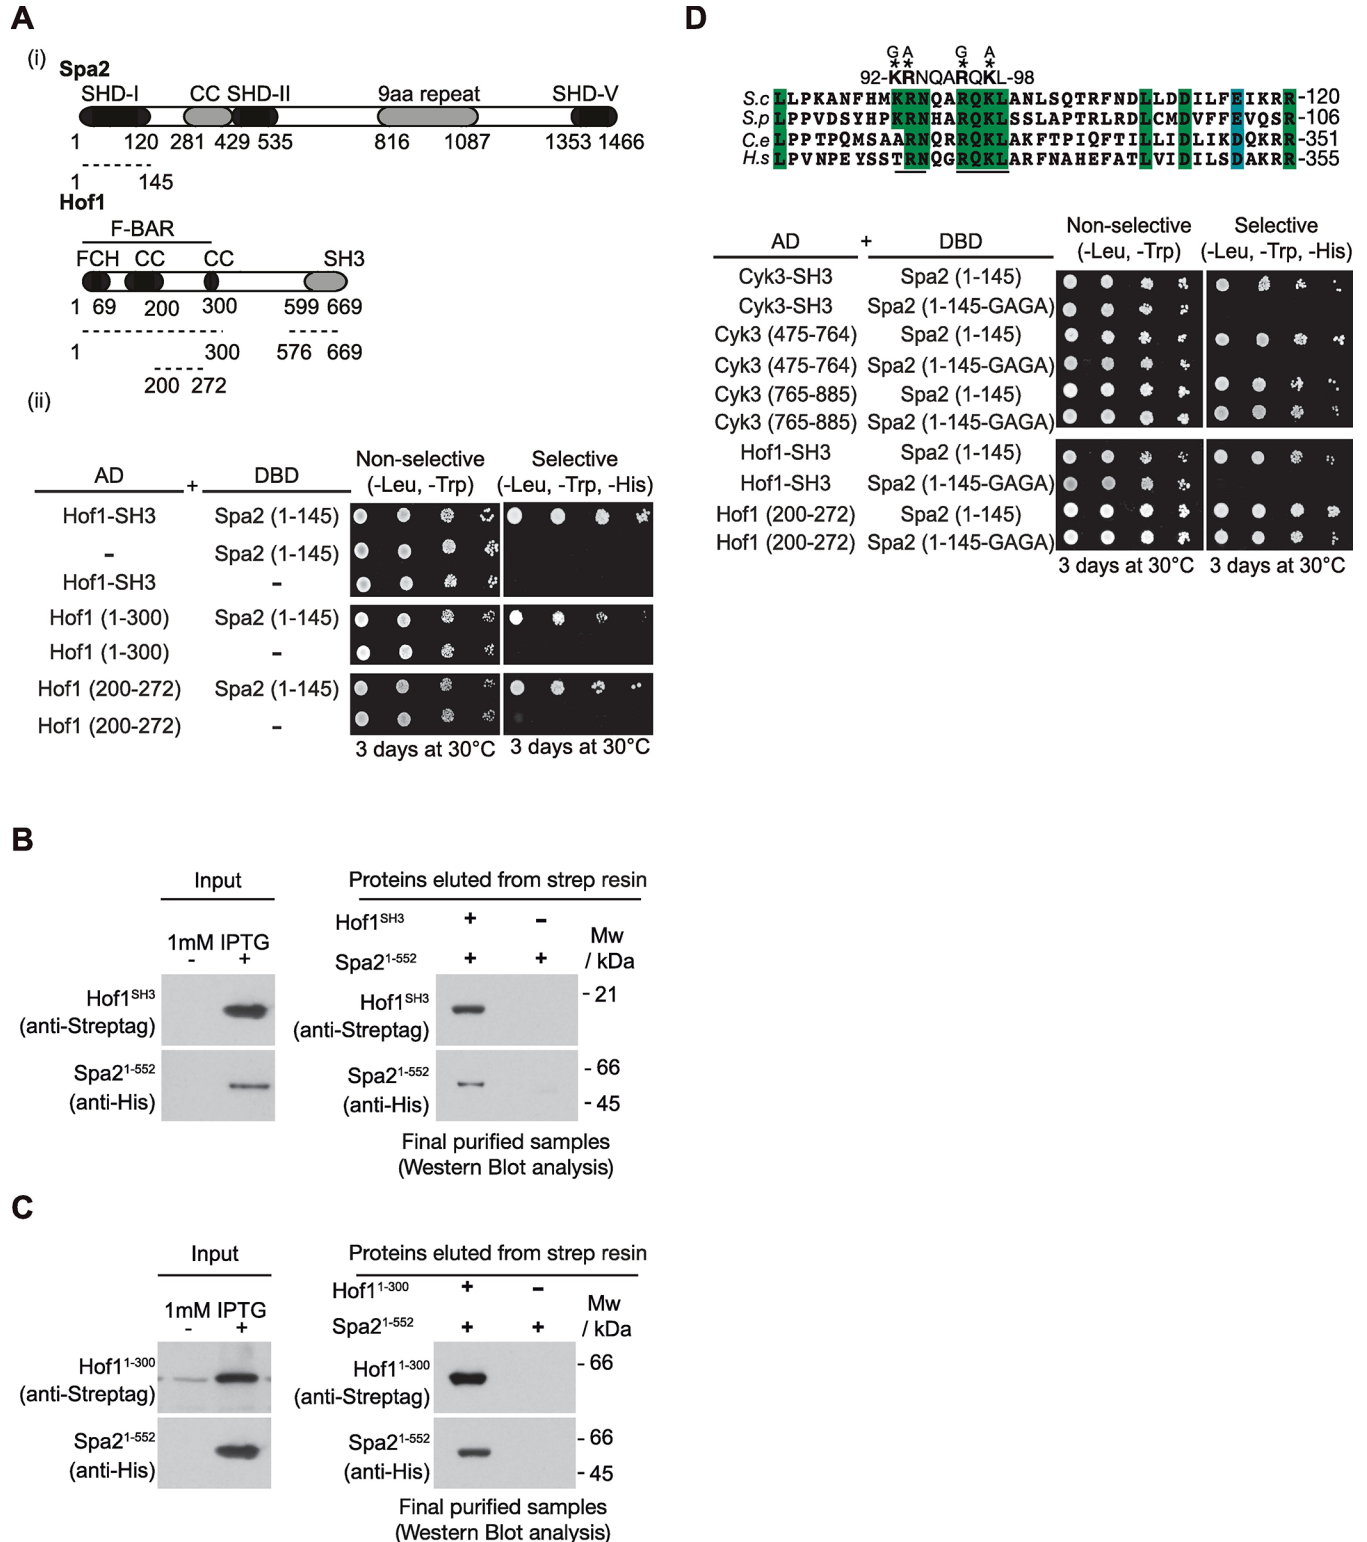 A
(i)
Spa2
SHD-I CC SHD-II 9aa repeat SHD-V
1 120 281 429 535 816 1087 1353 1466
1 145
Hof1
F-BAR
FCH CC CC SH3
1 69 200 300 599 669
1 300 576 669
200 272
(ii)
AD + DBD
Non-selective (-Leu, -Trp)
Selective (-Leu, -Trp, -His)
Hof1-SH3 Spa2 (1-145)
- Spa2 (1-145)
Hof1-SH3 -
Hof1 (1-300) Spa2 (1-145)
Hof1 (1-300) -
Hof1 (200-272) Spa2 (1-145)
Hof1 (200-272) -
3 days at 30°C 3 days at 30°C
B
Input
Proteins eluted from strep resin
1mM IPTG
- +
Hof1SH3 + -
Spa21-552 + +
Mw / kDa
Hof1SH3 (anti-Streptag)
Hof1SH3 (anti-Streptag)
- 21
Spa21-552 (anti-His)
Spa21-552 (anti-His)
- 66
- 45
Final purified samples
(Western Blot analysis)
C
Input
Proteins eluted from strep resin
1mM IPTG
- +
Hof11-300 + -
Spa21-552 + +
Mw / kDa
Hof11-300 (anti-Streptag)
Hof11-300 (anti-Streptag)
- 66
Spa21-552 (anti-His)
Spa21-552 (anti-His)
- 66
- 45
Final purified samples
(Western Blot analysis)
D
G A G A
** * *
92-KRNQARQKL-98
S.c LLPKANFHMKRNQARQKLANLSQTRFNDLLDDILFEIKRR-120
S.p LPPVDSYHPKRNHARQKLSSLAPTRLRDLCMDVFFEVQSR-106
C.e LPPTPQMSAARNQARQKLAKFTPIQFTILLIDILSDAKRR-351
H.s LPVNPEYSSTRNQGRQKLARFNAHEFATLVIDILSDQKRR-355
AD + DBD
Non-selective (-Leu, -Trp)
Selective (-Leu, -Trp, -His)
Cyk3-SH3 Spa2 (1-145)
Cyk3-SH3 Spa2 (1-145-GAGA)
Cyk3 (475-764) Spa2 (1-145)
Cyk3 (475-764) Spa2 (1-145-GAGA)
Cyk3 (765-885) Spa2 (1-145)
Cyk3 (765-885) Spa2 (1-145-GAGA)
Hof1-SH3 Spa2 (1-145)
Hof1-SH3 Spa2 (1-145-GAGA)
Hof1 (200-272) Spa2 (1-145)
Hof1 (200-272) Spa2 (1-145-GAGA)
3 days at 30°C 3 days at 30°C